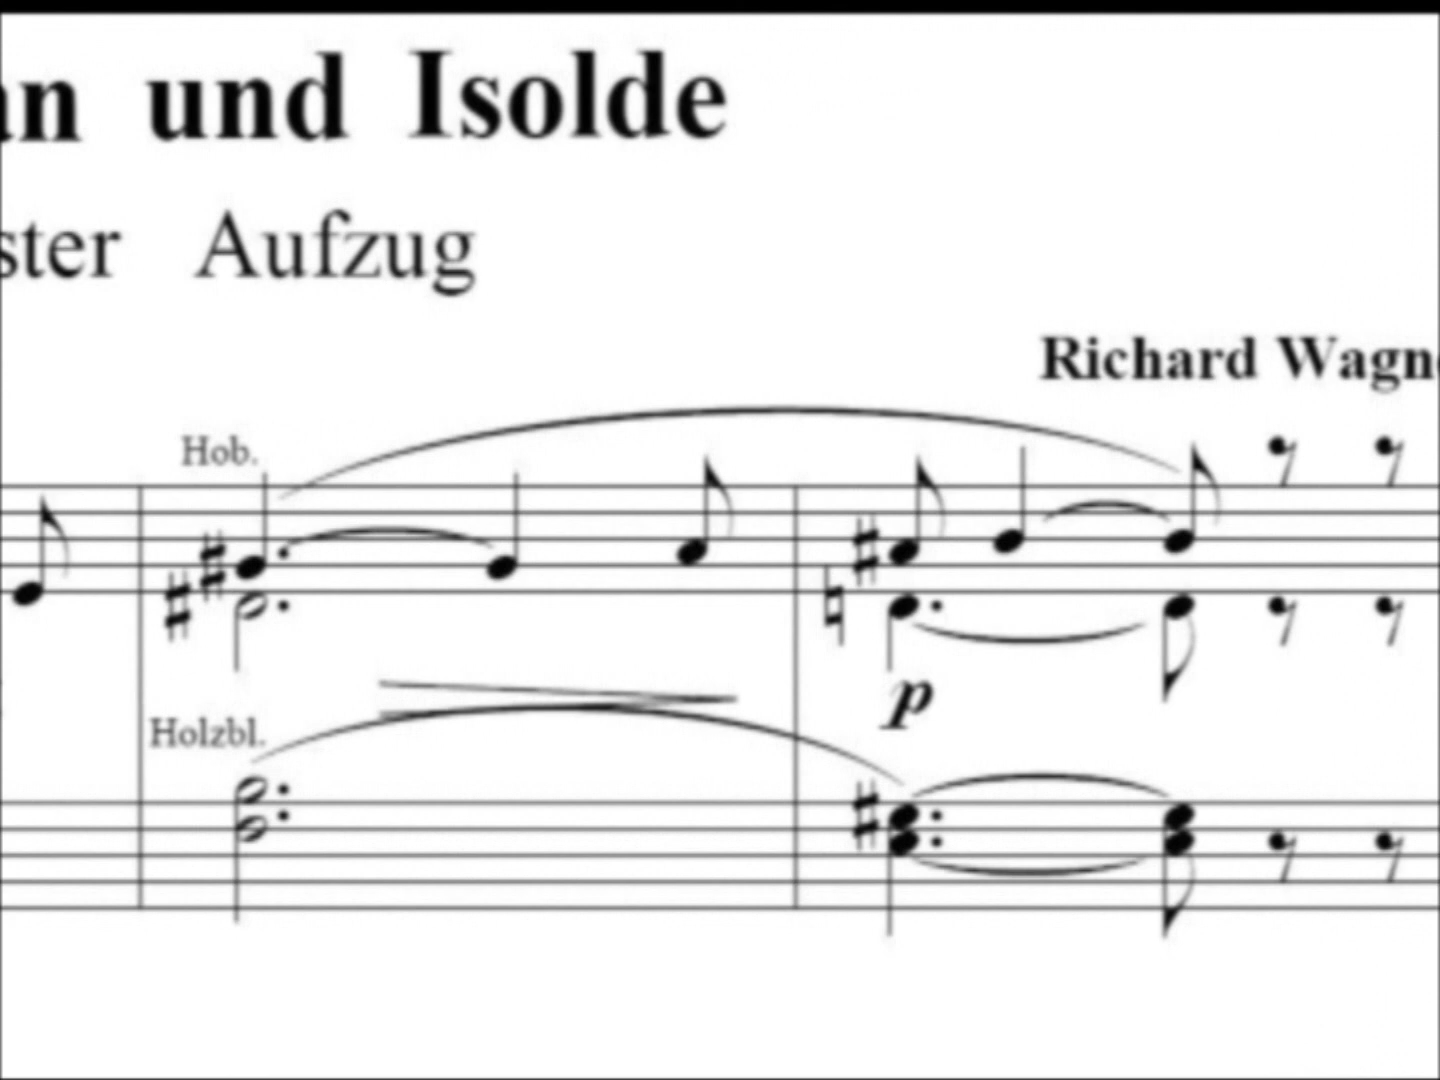 an und Isolde
ster Aufzug
Richard Wagn
Hob.
p
Holzbl.